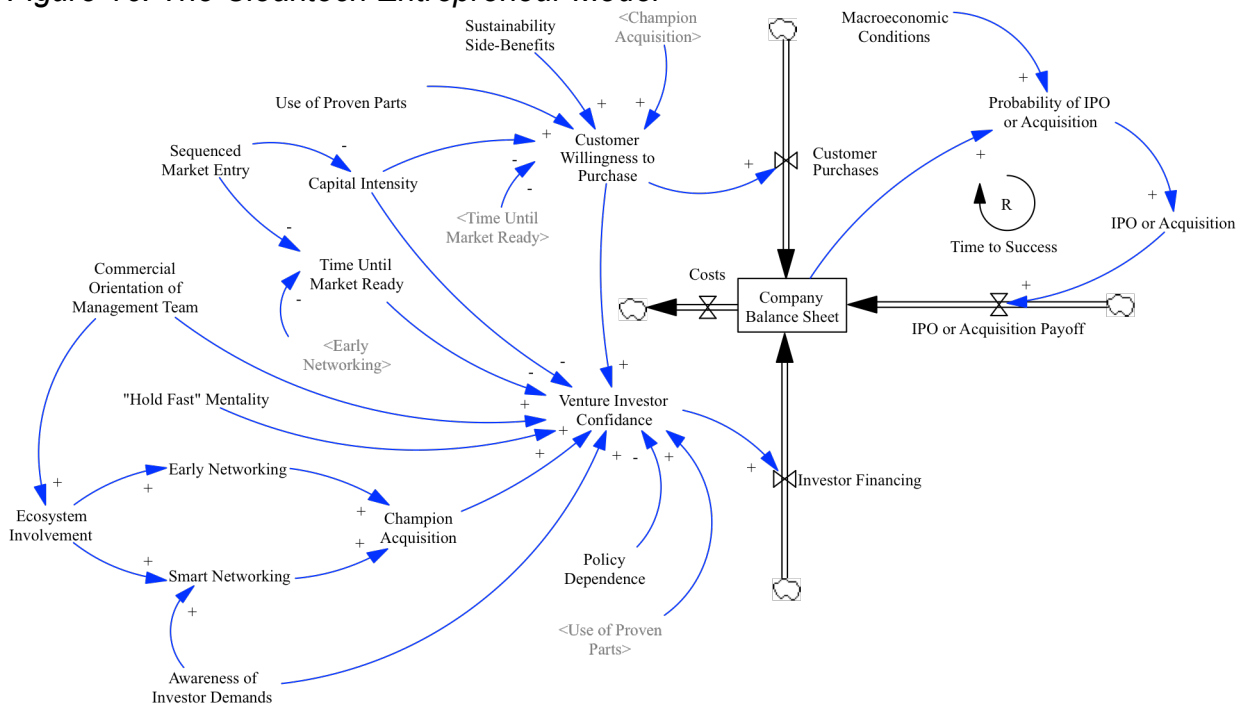 Figure 10. The Cleantech Entrepreneur Model
Sustainability
Side-Benefits
<Champion
Acquisition>
Macroeconomic
Conditions
Use of Proven Parts
+
+
+
Probability of IPO
or Acquisition
Sequenced
Market Entry
-
Capital Intensity
+
-
Customer
Willingness to
Purchase
+
Customer
Purchases
+
-
<Time Until
Market Ready>
R
Time to Success
+
IPO or Acquisition
-
Time Until
Market Ready
-
<Early
Networking>
Commercial
Orientation of
Management Team
Costs
Company
Balance Sheet
+
IPO or Acquisition Payoff
"Hold Fast" Mentality
-
-
+
+
Venture Investor
Confidance
+
+
+
-
+
+
Investor Financing
+
Early Networking
+
+
Ecosystem
Involvement
Champion
Acquisition
+
+
Smart Networking
+
Policy
Dependence
<Use of Proven
Parts>
Awareness of
Investor Demands